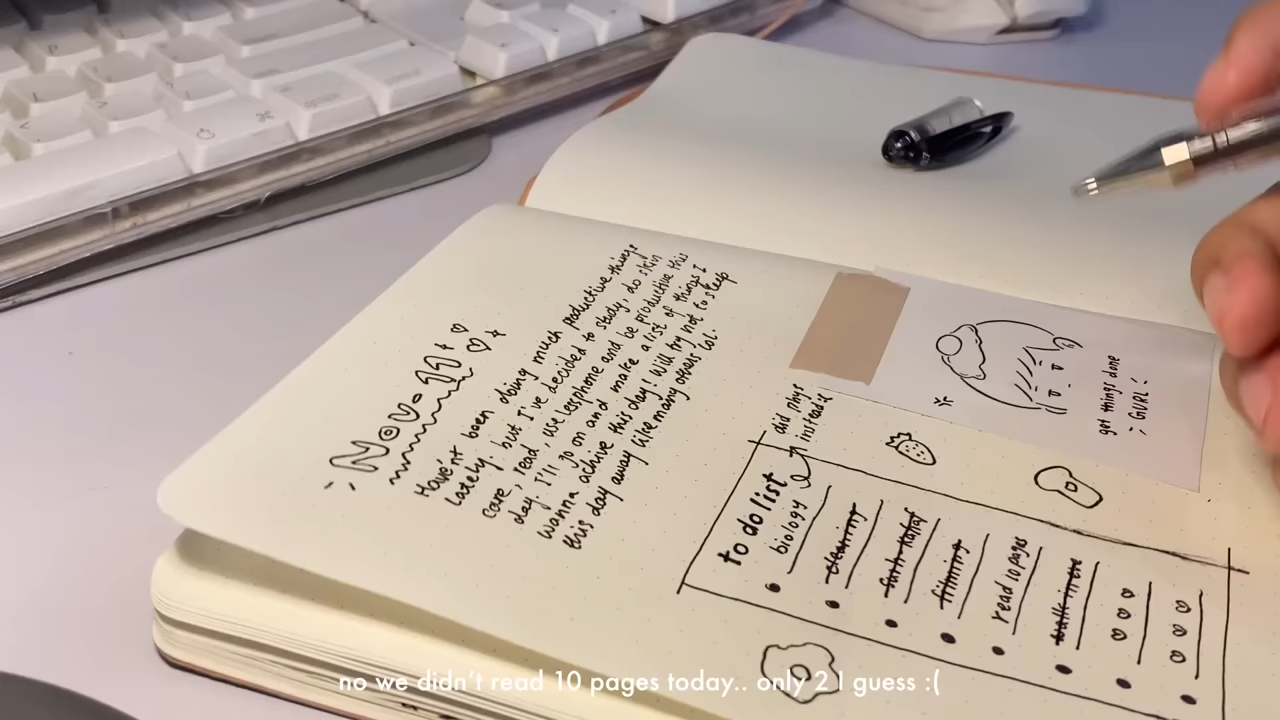 Nov-11
Have'nt been doing much productive things
lately. but I've decided to study, do skin
care, read, use less phone and be productive this
day. I'll go on and make a list of things I
wanna achive this day! Will try not to sleep
this day away like many others lol.
get things done
GURL
did phys
instead
to do list
biology
cleaning
filming
read 10 pages
no we didn't read 10 pages today.. only 2 I guess :(